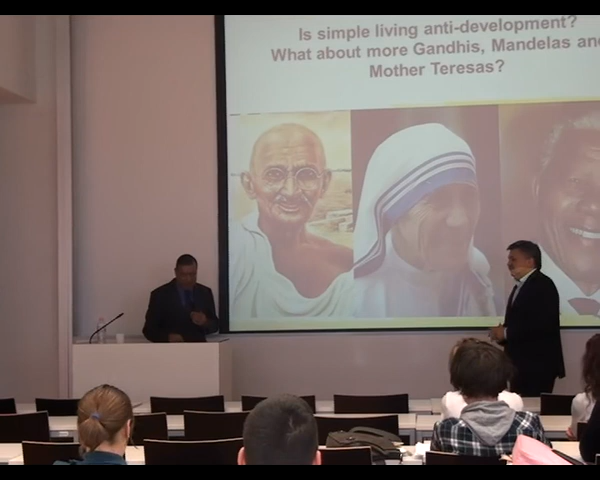 Is simple living anti-development?
What about more Gandhis, Mandelas and
Mother Teresas?